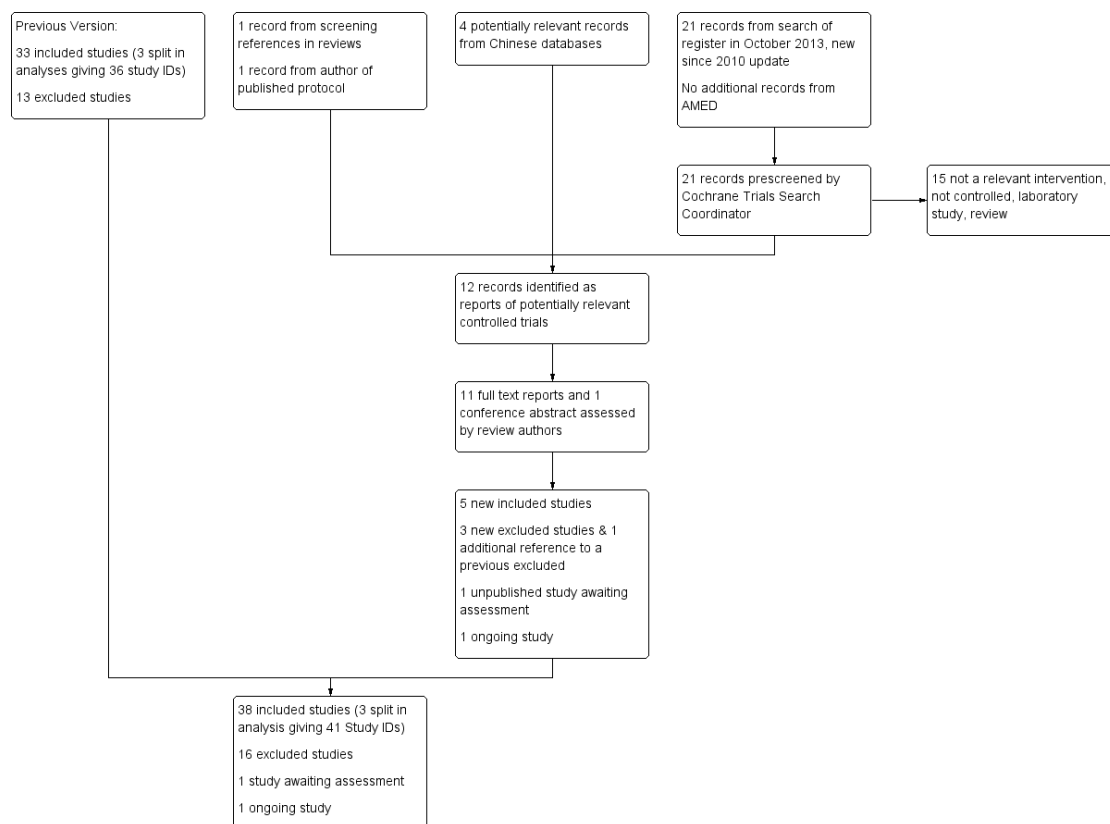 Previous Version:
33 included studies (3 split in
analyses giving 36 study IDs)
13 excluded studies
1 record from screening
references in reviews
1 record from author of
published protocol
4 potentially relevant records
from Chinese databases
21 records from search of
register in October 2013, new
since 2010 update
No additional records from
AMED
21 records prescreened by
Cochrane Trials Search
Coordinator
15 not a relevant intervention,
not controlled, laboratory
study, review
12 records identified as
reports of potentially relevant
controlled trials
11 full text reports and 1
conference abstract assessed
by review authors
5 new included studies
3 new excluded studies & 1
additional reference to a
previous excluded
1 unpublished study awaiting
assessment
1 ongoing study
38 included studies (3 split in
analysis giving 41 Study IDs)
16 excluded studies
1 study awaiting assessment
1 ongoing study